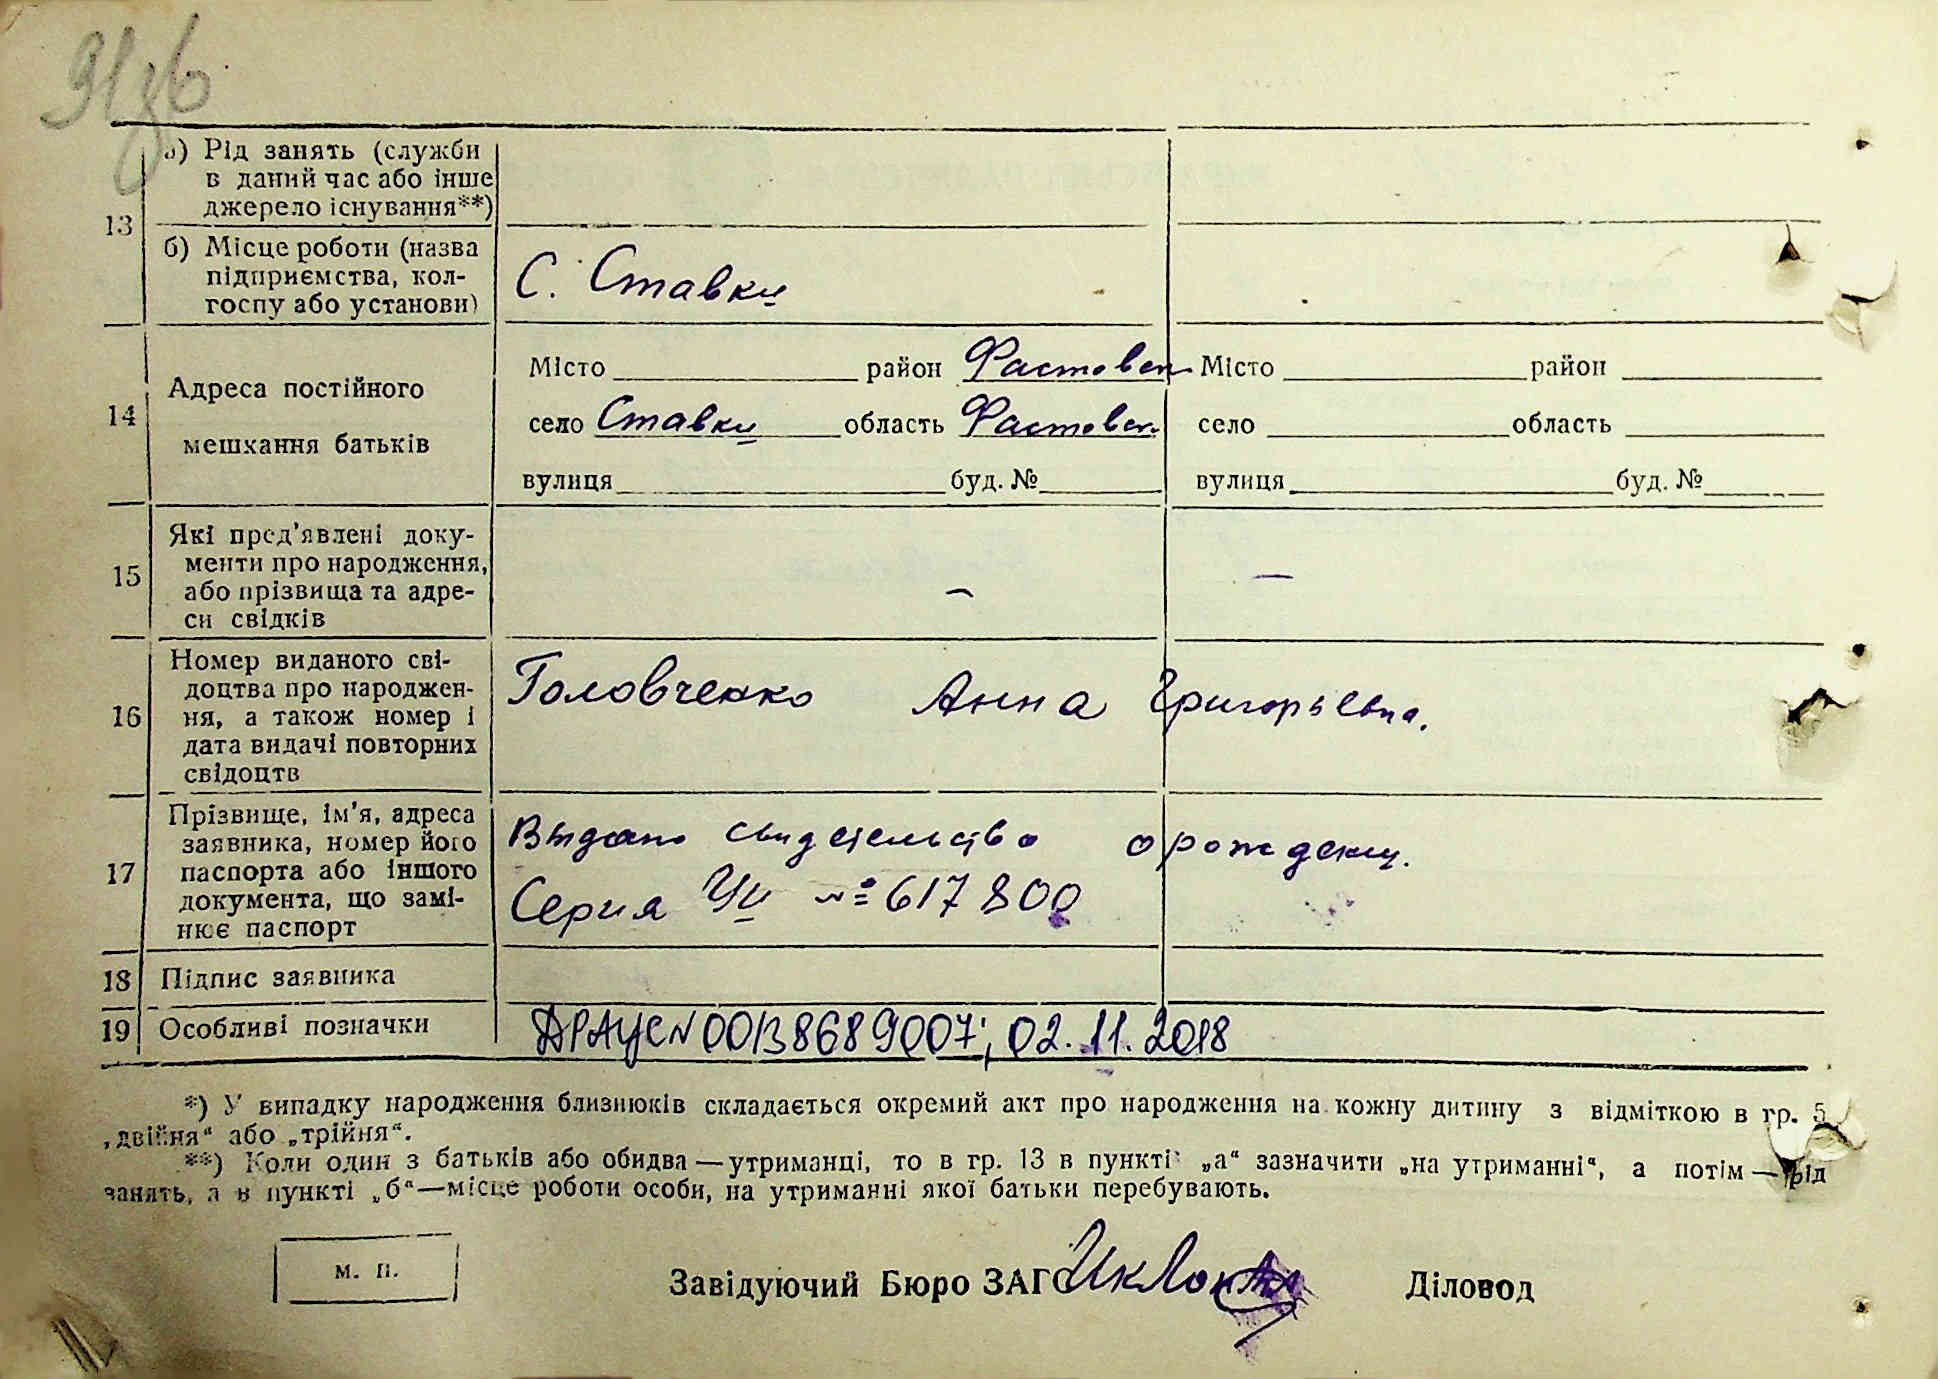 13
а) Рід занять (служби
в даний час або інше
джерело існування**)
б) Місце роботи (назва
підприємства, кол-
госпу або установи)
С. Ставки
14
Адреса постійного
мешкання батьків
Місто район Фастовск Місто район
село Ставки область Фастовск. село область
вулиця буд. № вулиця буд. №
15
Які пред'явлені доку-
менти про народження,
або прізвища та адре-
си свідків
– –
16
Номер виданого сві-
доцтва про народжен-
ня, а також номер і
дата видачі повторних
свідоцтв
Головченко Анна Григорьевна.
17
Прізвище, ім'я, адреса
заявника, номер його
паспорта або іншого
документа, що замі-
нює паспорт
Выдано свидетельство о рождении.
Серия №617800
18 Підпис заявника
19 Особливі позначки
ДРАЦСN00138689007; 02.11.2018
*) У випадку народження близнюків складається окремий акт про народження на кожну дитину з відміткою в гр. 5
„двійня“ або „трійня“.
**) Коли один з батьків або обидва—утриманці, то в гр. 13 в пункті „а“ зазначити „на утриманні“, а потім—рід
занять, а в пункті „б“—місце роботи особи, на утриманні якої батьки перебувають.
м. п.
Завідуючий Бюро ЗАГС Діловод